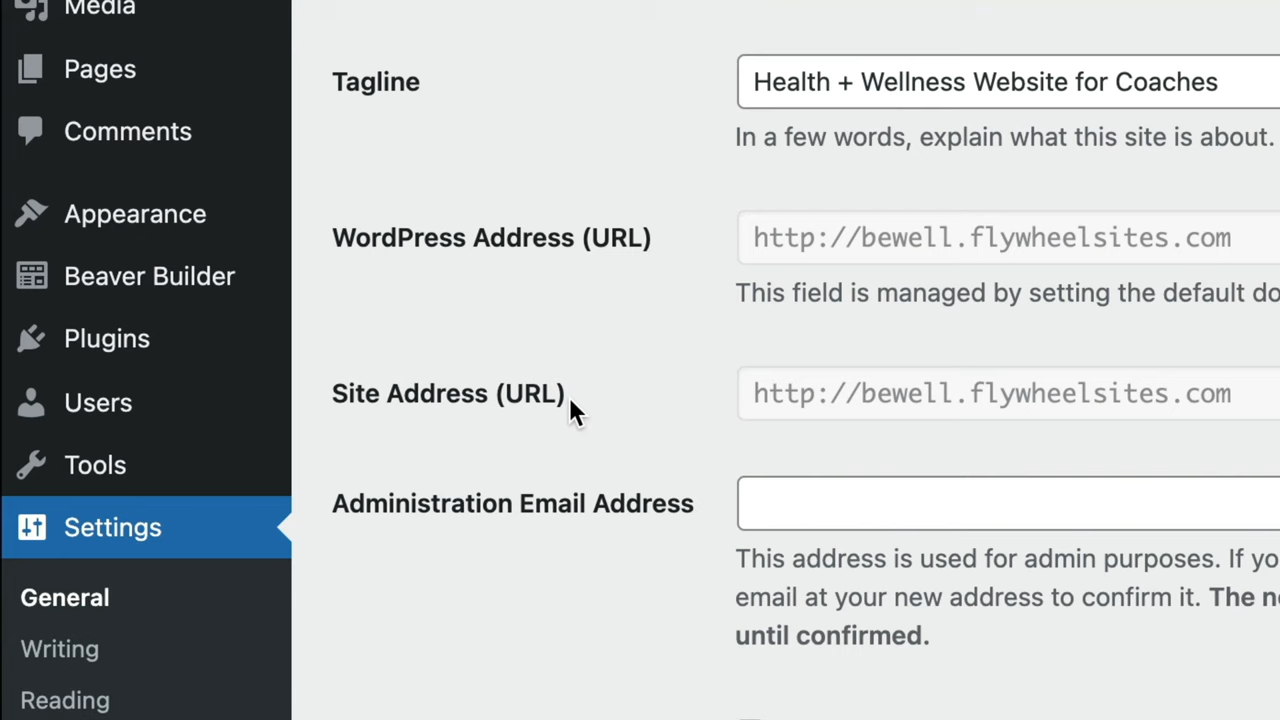 Media
Pages
Comments
Appearance
Beaver Builder
Plugins
Users
Tools
Settings
General
Writing
Reading
Tagline
Health + Wellness Website for Coaches
In a few words, explain what this site is about.
WordPress Address (URL)
http://bewell.flywheelsites.com
This field is managed by setting the default do
Site Address (URL)
http://bewell.flywheelsites.com
Administration Email Address
This address is used for admin purposes. If yo
email at your new address to confirm it. The n
until confirmed.